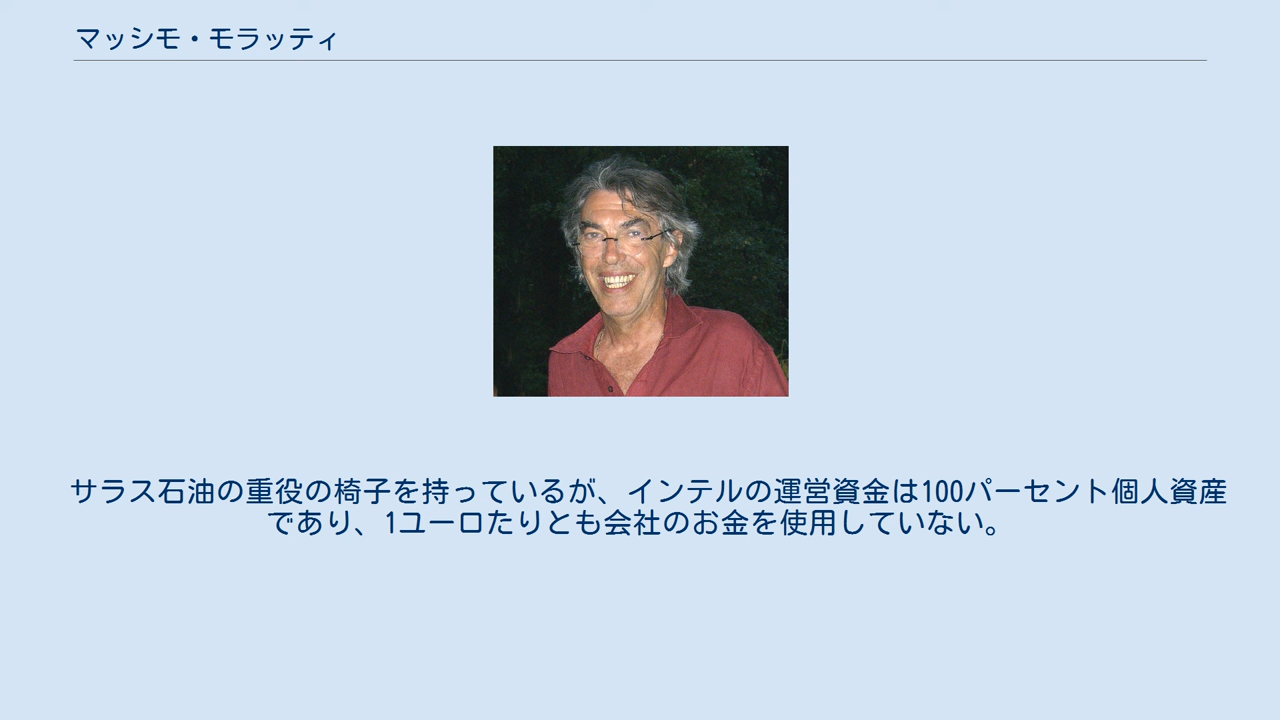 マッシモ・モラッティ
サラス石油の重役の椅子を持っているが、インテルの運営資金は100パーセント個人資産
であり、1ユーロたりとも会社のお金を使用していない。